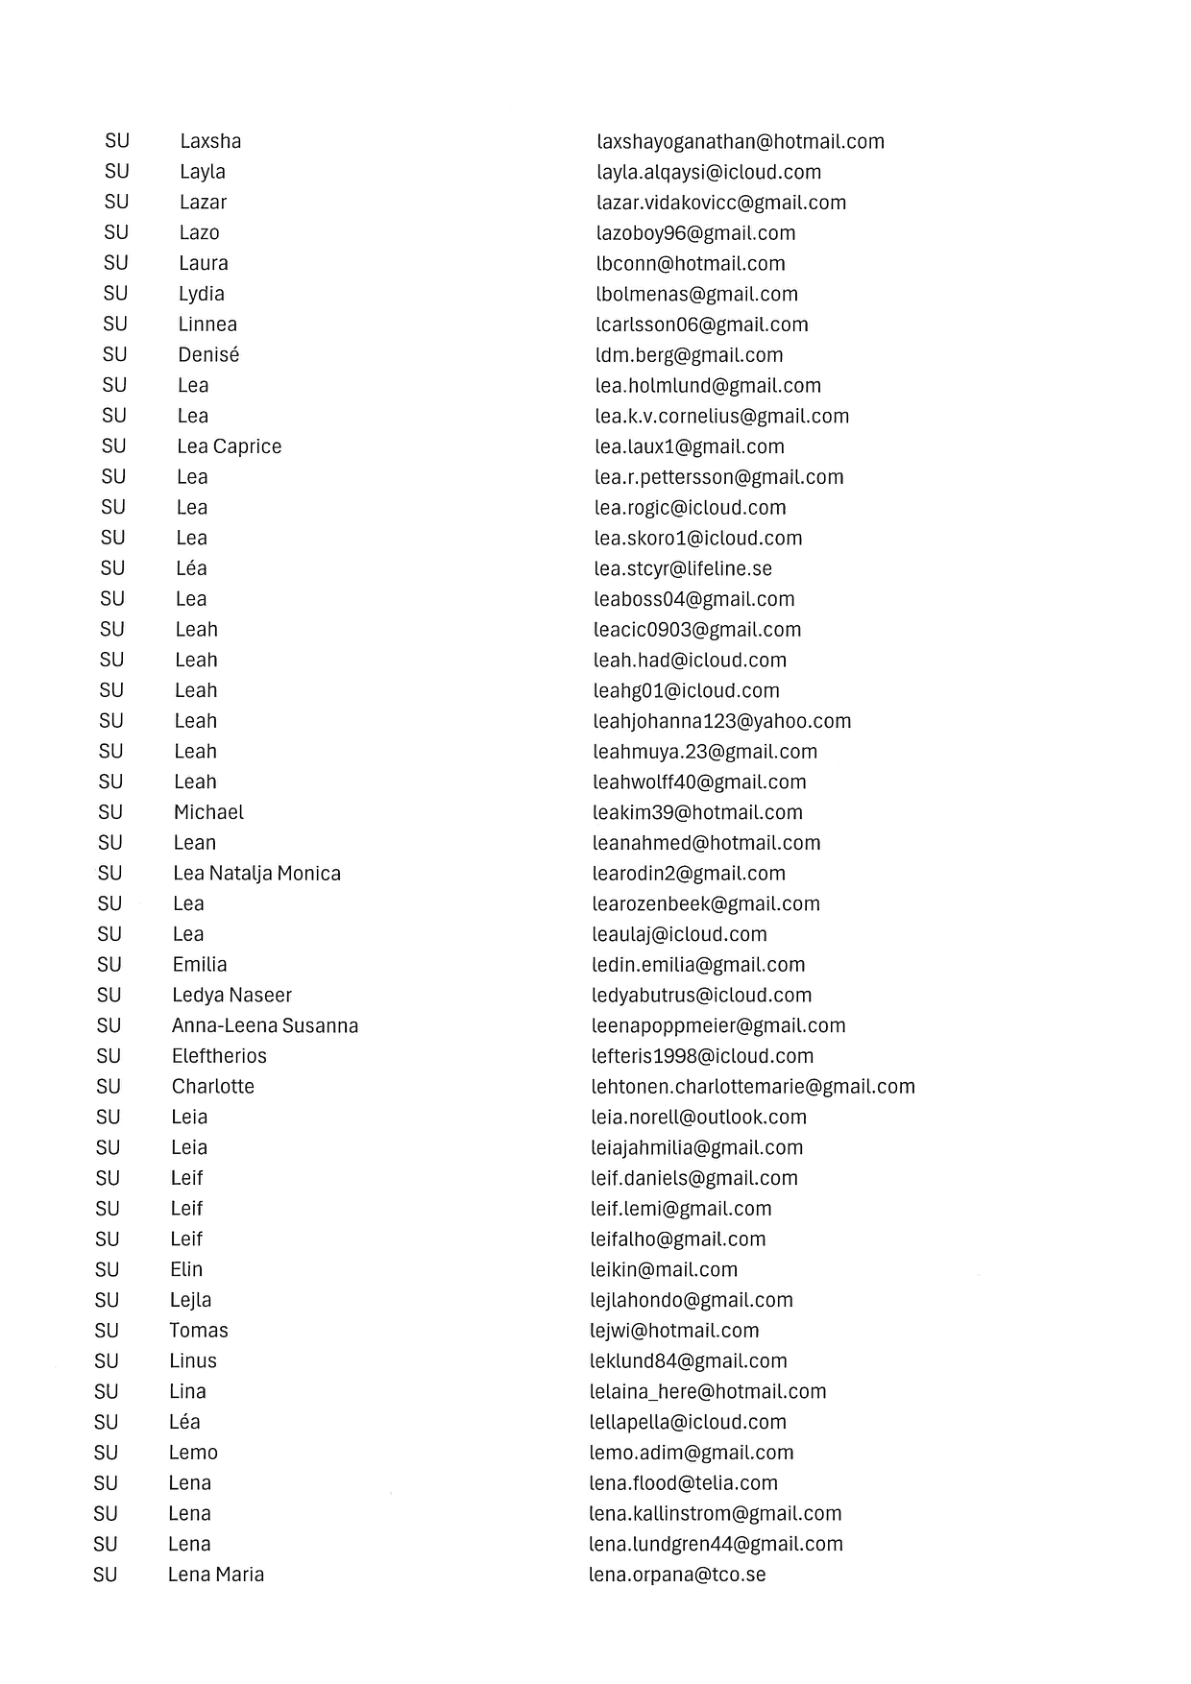 SU Laxsha laxshayoganathan@hotmail.com
SU Layla layla.alqaysi@icloud.com
SU Lazar lazar.vidakovicc@gmail.com
SU Lazo lazoboy96@gmail.com
SU Laura lbconn@hotmail.com
SU Lydia lbolmenas@gmail.com
SU Linnea lcarlsson06@gmail.com
SU Denisé ldm.berg@gmail.com
SU Lea lea.holmlund@gmail.com
SU Lea lea.k.v.cornelius@gmail.com
SU Lea Caprice lea.laux1@gmail.com
SU Lea lea.r.pettersson@gmail.com
SU Lea lea.rogic@icloud.com
SU Lea lea.skoro1@icloud.com
SU Léa lea.stcyr@lifeline.se
SU Lea leaboss04@gmail.com
SU Leah leacic0903@gmail.com
SU Leah leah.had@icloud.com
SU Leah leahg01@icloud.com
SU Leah leahjohanna123@yahoo.com
SU Leah leahmuya.23@gmail.com
SU Leah leahwolff40@gmail.com
SU Michael leakim39@hotmail.com
SU Lean leanahmed@hotmail.com
SU Lea Natalja Monica learodin2@gmail.com
SU Lea learozenbeek@gmail.com
SU Lea leaulaj@icloud.com
SU Emilia ledin.emilia@gmail.com
SU Ledya Naseer ledyabutrus@icloud.com
SU Anna-Leena Susanna leenapoppmeier@gmail.com
SU Eleftherios lefteris1998@icloud.com
SU Charlotte lehtonen.charlottemarie@gmail.com
SU Leia leia.norell@outlook.com
SU Leia leiajahmilia@gmail.com
SU Leif leif.daniels@gmail.com
SU Leif leif.lemi@gmail.com
SU Leif leifalho@gmail.com
SU Elin leikin@mail.com
SU Lejla lejlahondo@gmail.com
SU Tomas lejwi@hotmail.com
SU Linus leklund84@gmail.com
SU Lina lelaina_here@hotmail.com
SU Léa lellapella@icloud.com
SU Lemo lemo.adim@gmail.com
SU Lena lena.flood@telia.com
SU Lena lena.kallinstrom@gmail.com
SU Lena lena.lundgren44@gmail.com
SU Lena Maria lena.orpana@tco.se